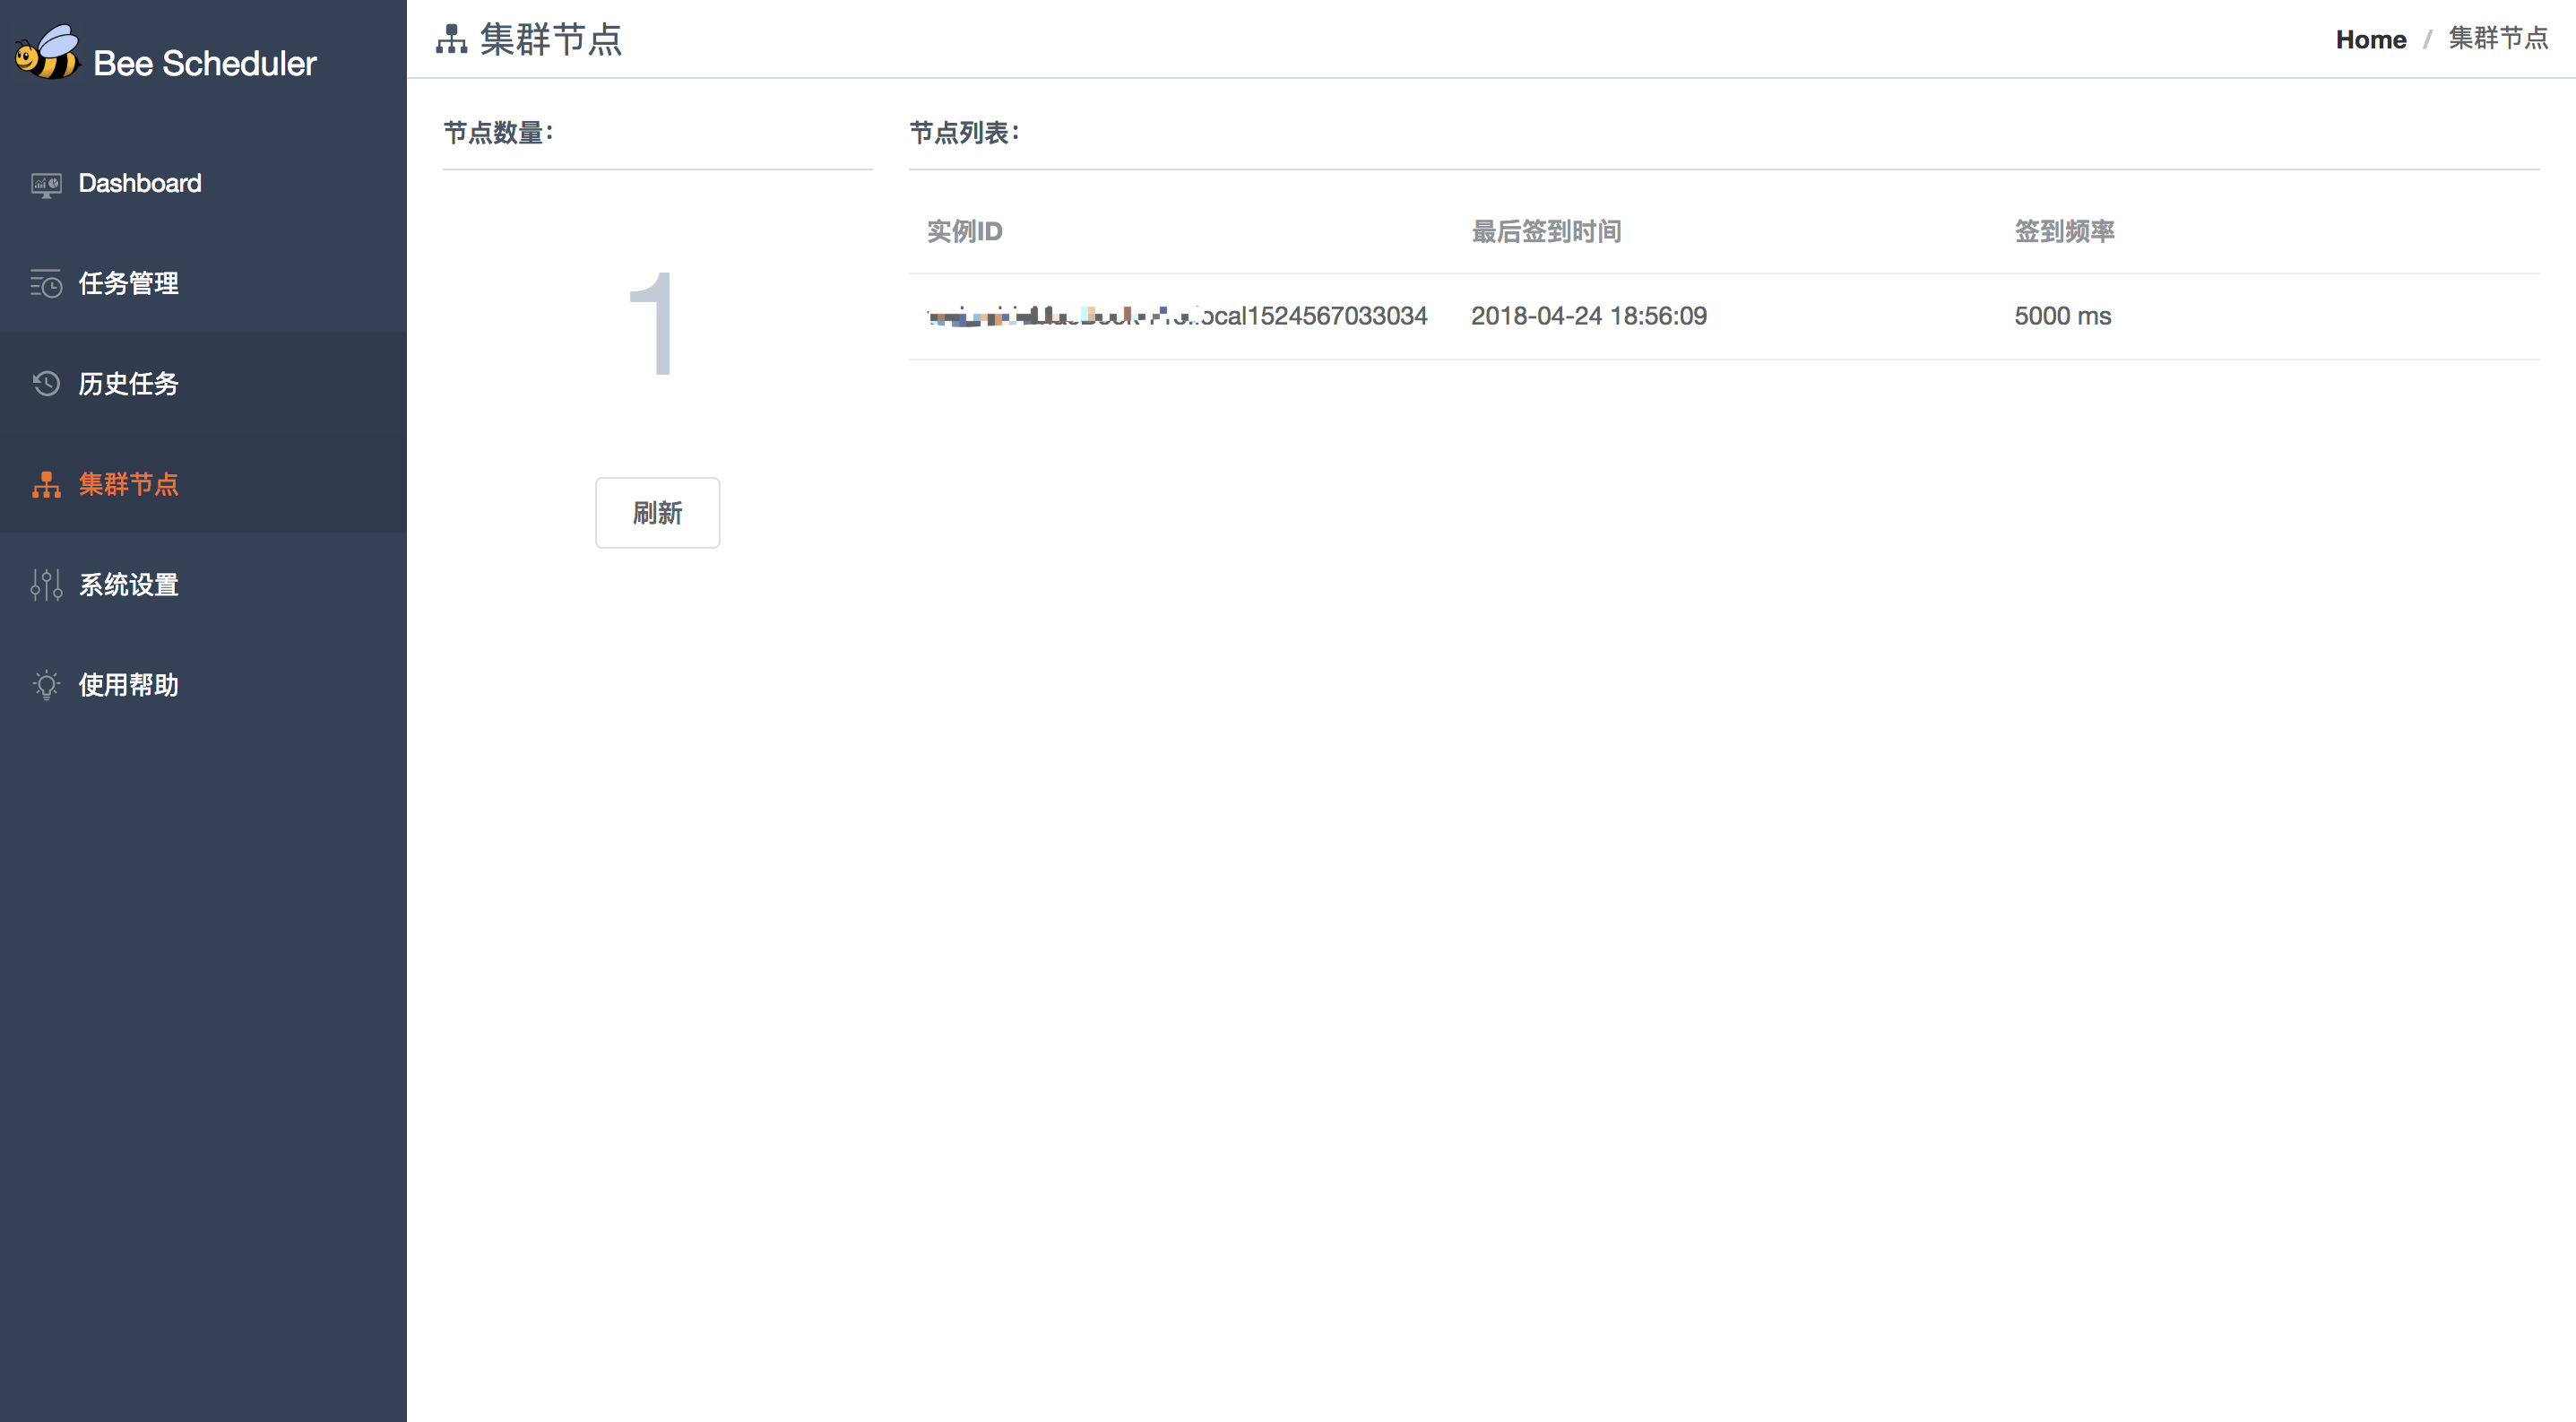 Bee Scheduler
Dashboard
任务管理
历史任务
集群节点
系统设置
使用帮助
集群节点
Home / 集群节点
节点数量：
1
刷新
节点列表：
实例ID 最后签到时间 签到频率
ocal1524567033034 2018-04-24 18:56:09 5000 ms